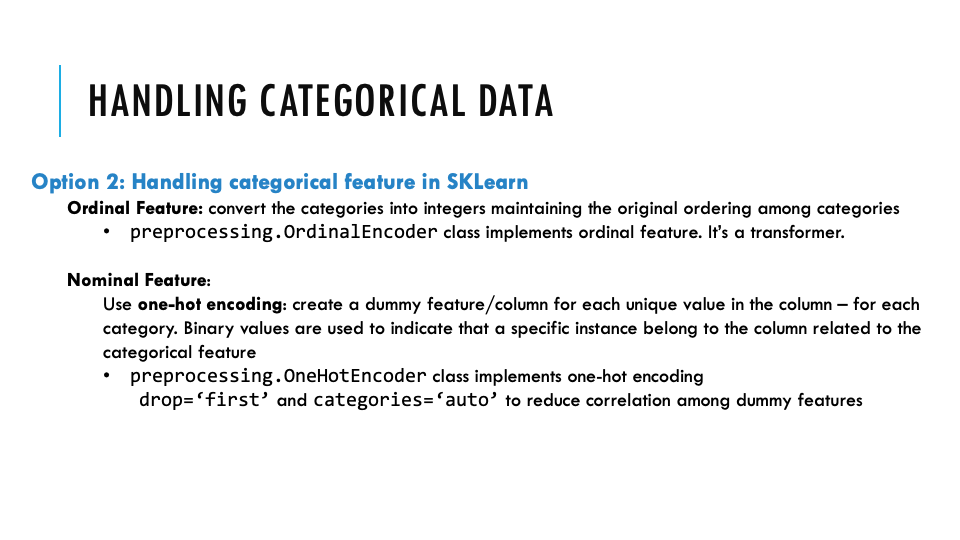 HANDLING CATEGORICAL DATA
Option 2: Handling categorical feature in SKLearn
Ordinal Feature: convert the categories into integers maintaining the original ordering among categories
• preprocessing.OrdinalEncoder class implements ordinal feature. It’s a transformer.
Nominal Feature:
Use one-hot encoding: create a dummy feature/column for each unique value in the column – for each
category. Binary values are used to indicate that a specific instance belong to the column related to the
categorical feature
• preprocessing.OneHotEncoder class implements one-hot encoding
drop=‘first’ and categories=‘auto’ to reduce correlation among dummy features